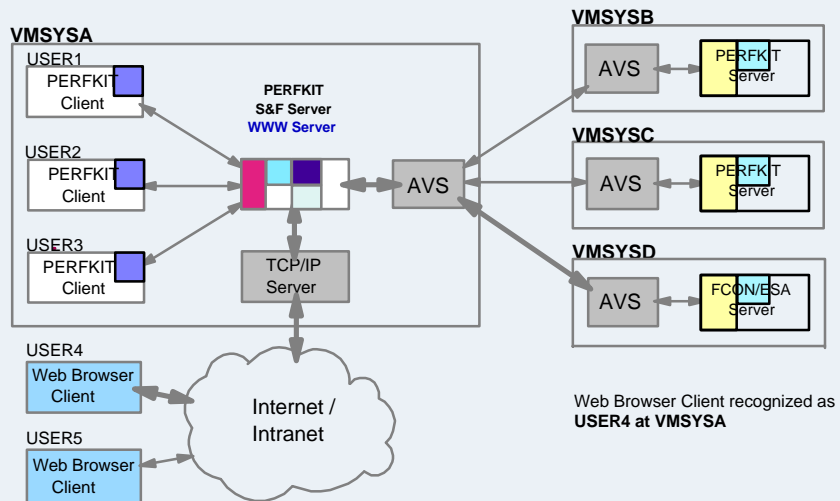 VMSYSA
USER1
PERFKIT
Client
USER2
PERFKIT
Client
USER3
PERFKIT
Client
PERFKIT
S&F Server
WWW Server
AVS
TCP/IP
Server
USER4
Web Browser
Client
USER5
Web Browser
Client
Internet /
Intranet
VMSYSB
AVS
PERFKIT
Server
VMSYSC
AVS
PERFKIT
Server
VMSYSD
AVS
FCON/ESA
Server
Web Browser Client recognized as
USER4 at VMSYSA